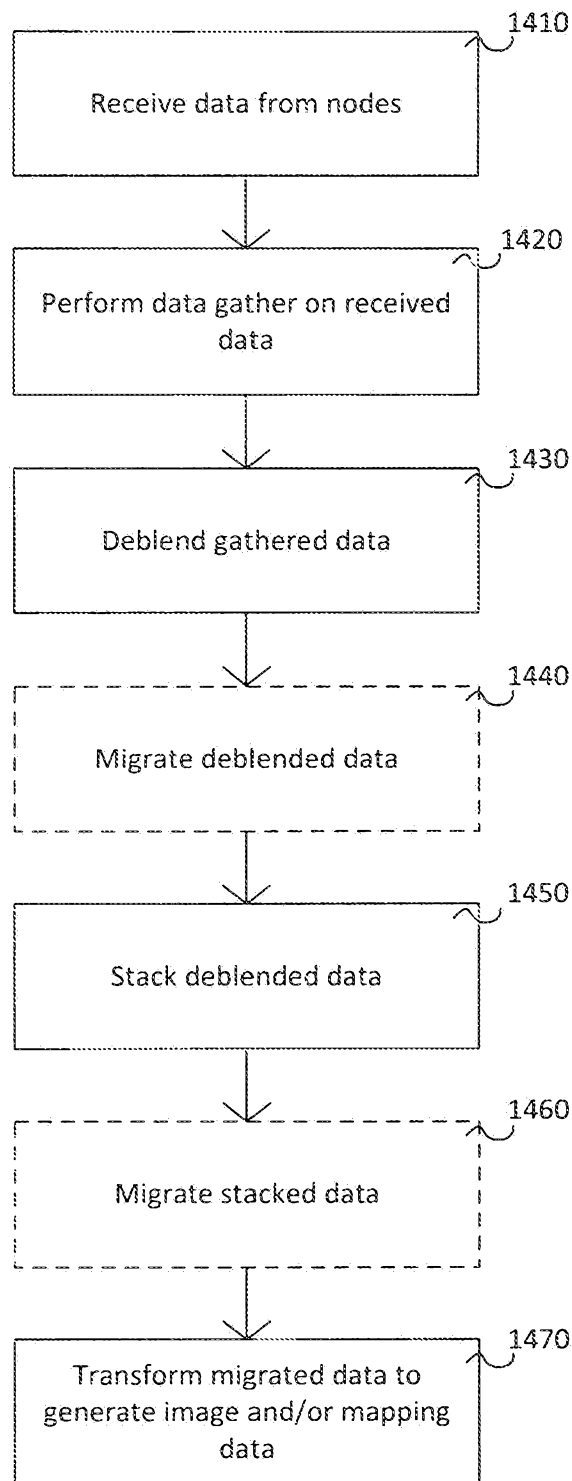 1410
Receive data from nodes
1420
Perform data gather on received
data
1430
Deblend gathered data
1440
Migrate deblended data
1450
Stack deblended data
1460
Migrate stacked data
1470
Transform migrated data to
generate image and/or mapping
data